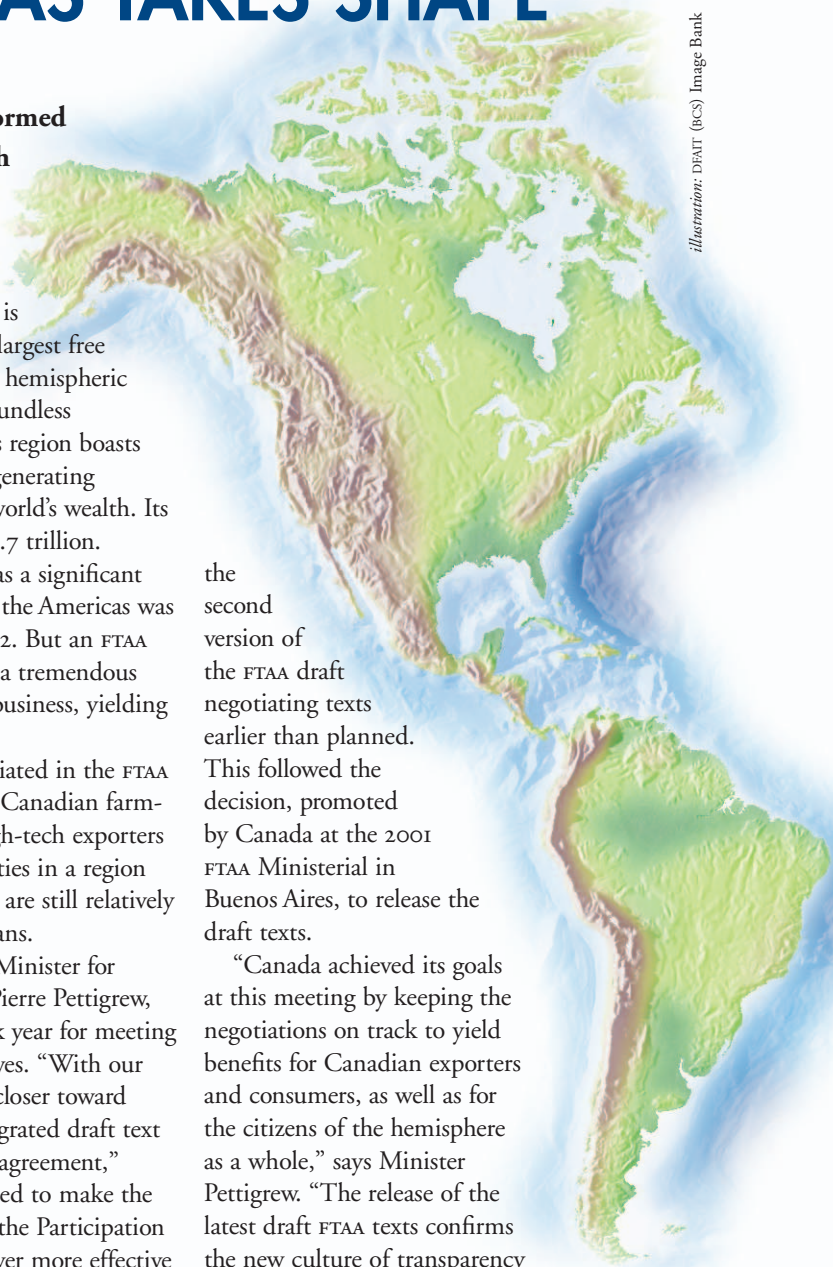 AS TAKES SHAPE
ormed
h
is
largest free
hemispheric
undless
s region boasts
generating
world’s wealth. Its
.7 trillion.
as a significant
the Americas was
2. But an FTAA
a tremendous
business, yielding
iated in the FTAA
Canadian farm-
gh-tech exporters
ties in a region
are still relatively
ans.
Minister for
Pierre Pettigrew,
k year for meeting
ves. “With our
closer toward
grated draft text
agreement,”
ed to make the
the Participation
ver more effective
the
second
version of
the FTAA draft
negotiating texts
earlier than planned.
This followed the
decision, promoted
by Canada at the 2001
FTAA Ministerial in
Buenos Aires, to release the
draft texts.
“Canada achieved its goals
at this meeting by keeping the
negotiations on track to yield
benefits for Canadian exporters
and consumers, as well as for
the citizens of the hemisphere
as a whole,” says Minister
Pettigrew. “The release of the
latest draft FTAA texts confirms
the new culture of transparency
illustration: DFAIT (BCS) Image Bank